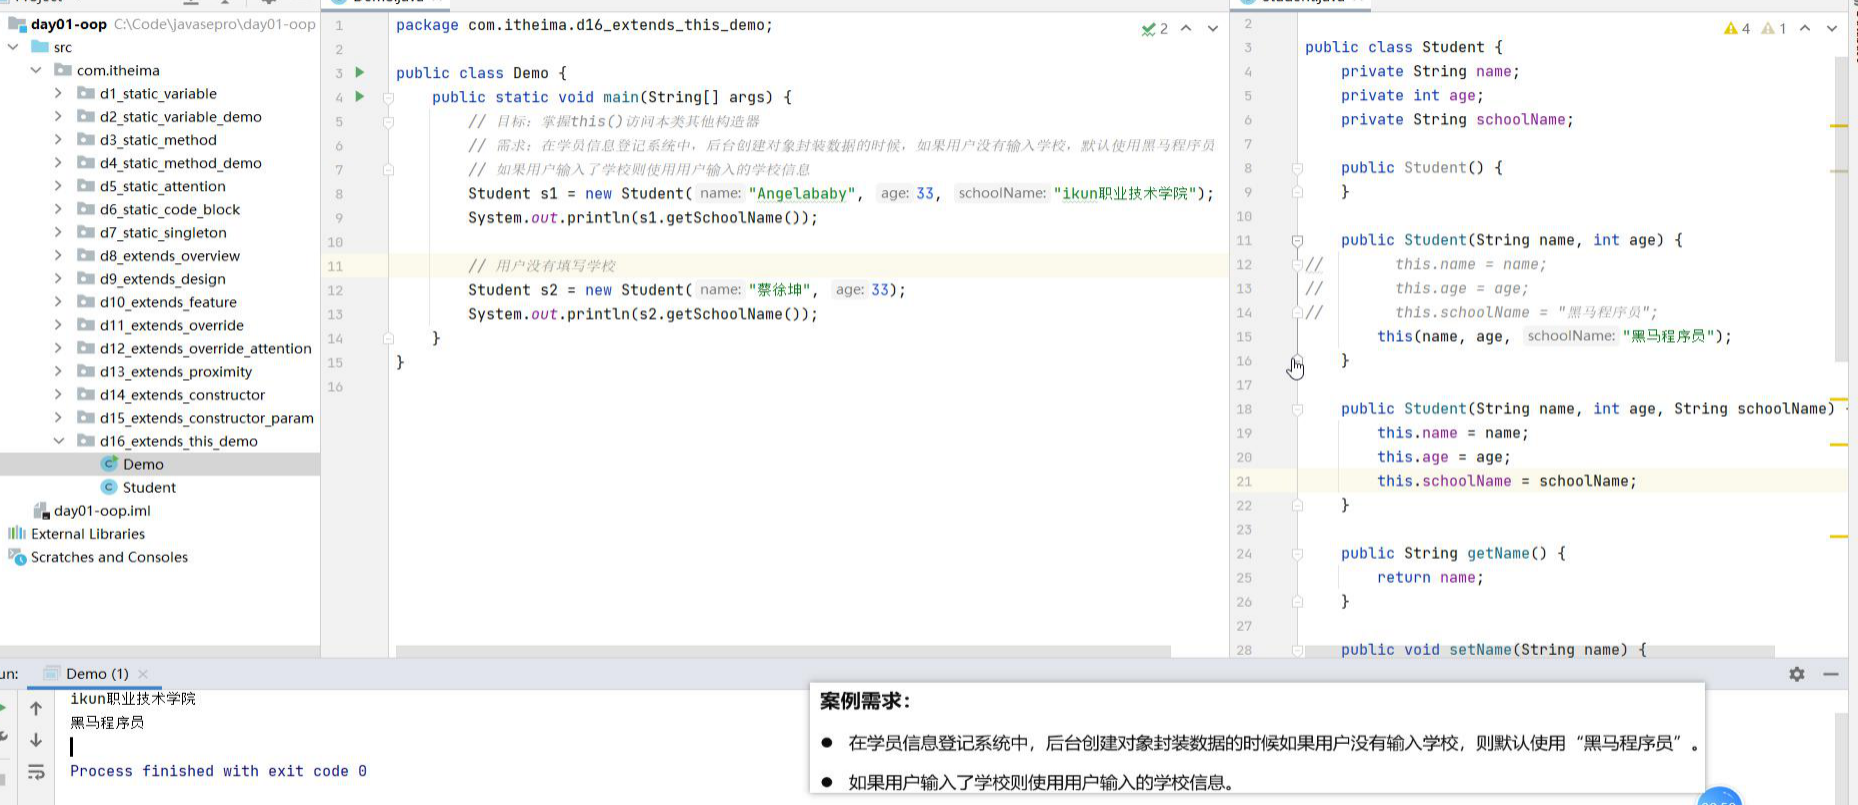 day01-oop C:\Code\javasepro\day01-oop
src
com.itheima
d1_static_variable
d2_static_variable_demo
d3_static_method
d4_static_method_demo
d5_static_attention
d6_static_code_block
d7_static_singleton
d8_extends_overview
d9_extends_design
d10_extends_feature
d11_extends_override
d12_extends_override_attention
d13_extends_proximity
d14_extends_constructor
d15_extends_constructor_param
d16_extends_this_demo
Demo
Student
day01-oop.iml
External Libraries
Scratches and Consoles
1 package com.itheima.d16_extends_this_demo;
2
3 public class Demo {
4 public static void main(String[] args) {
5 // 目标：掌握this()访问本类其他构造器
6 // 需求：在学员信息登记系统中，后台创建对象封装数据的时候，如果用户没有输入学校，默认使用黑马程序员
7 // 如果用户输入了学校则使用用户输入的学校信息
8 Student s1 = new Student( name: "Angelababy", age: 33, schoolName: "ikun职业技术学院");
9 System.out.println(s1.getSchoolName());
10
11 // 用户没有填写学校
12 Student s2 = new Student( name: "蔡徐坤", age: 33);
13 System.out.println(s2.getSchoolName());
14 }
15 }
16
2
4 1
2
3 public class Student {
4 private String name;
5 private int age;
6 private String schoolName;
7
8 public Student() {
9 }
10
11 public Student(String name, int age) {
12 // this.name = name;
13 // this.age = age;
14 // this.schoolName = "黑马程序员";
15 this(name, age, schoolName: "黑马程序员");
16 }
17
18 public Student(String name, int age, String schoolName)
19 this.name = name;
20 this.age = age;
21 this.schoolName = schoolName;
22 }
23
24 public String getName() {
25 return name;
26 }
27
28 public void setName(String name) {
un: Demo (1)
ikun职业技术学院
黑马程序员
Process finished with exit code 0
案例需求：
● 在学员信息登记系统中，后台创建对象封装数据的时候如果用户没有输入学校，则默认使用“黑马程序员”。
● 如果用户输入了学校则使用用户输入的学校信息。